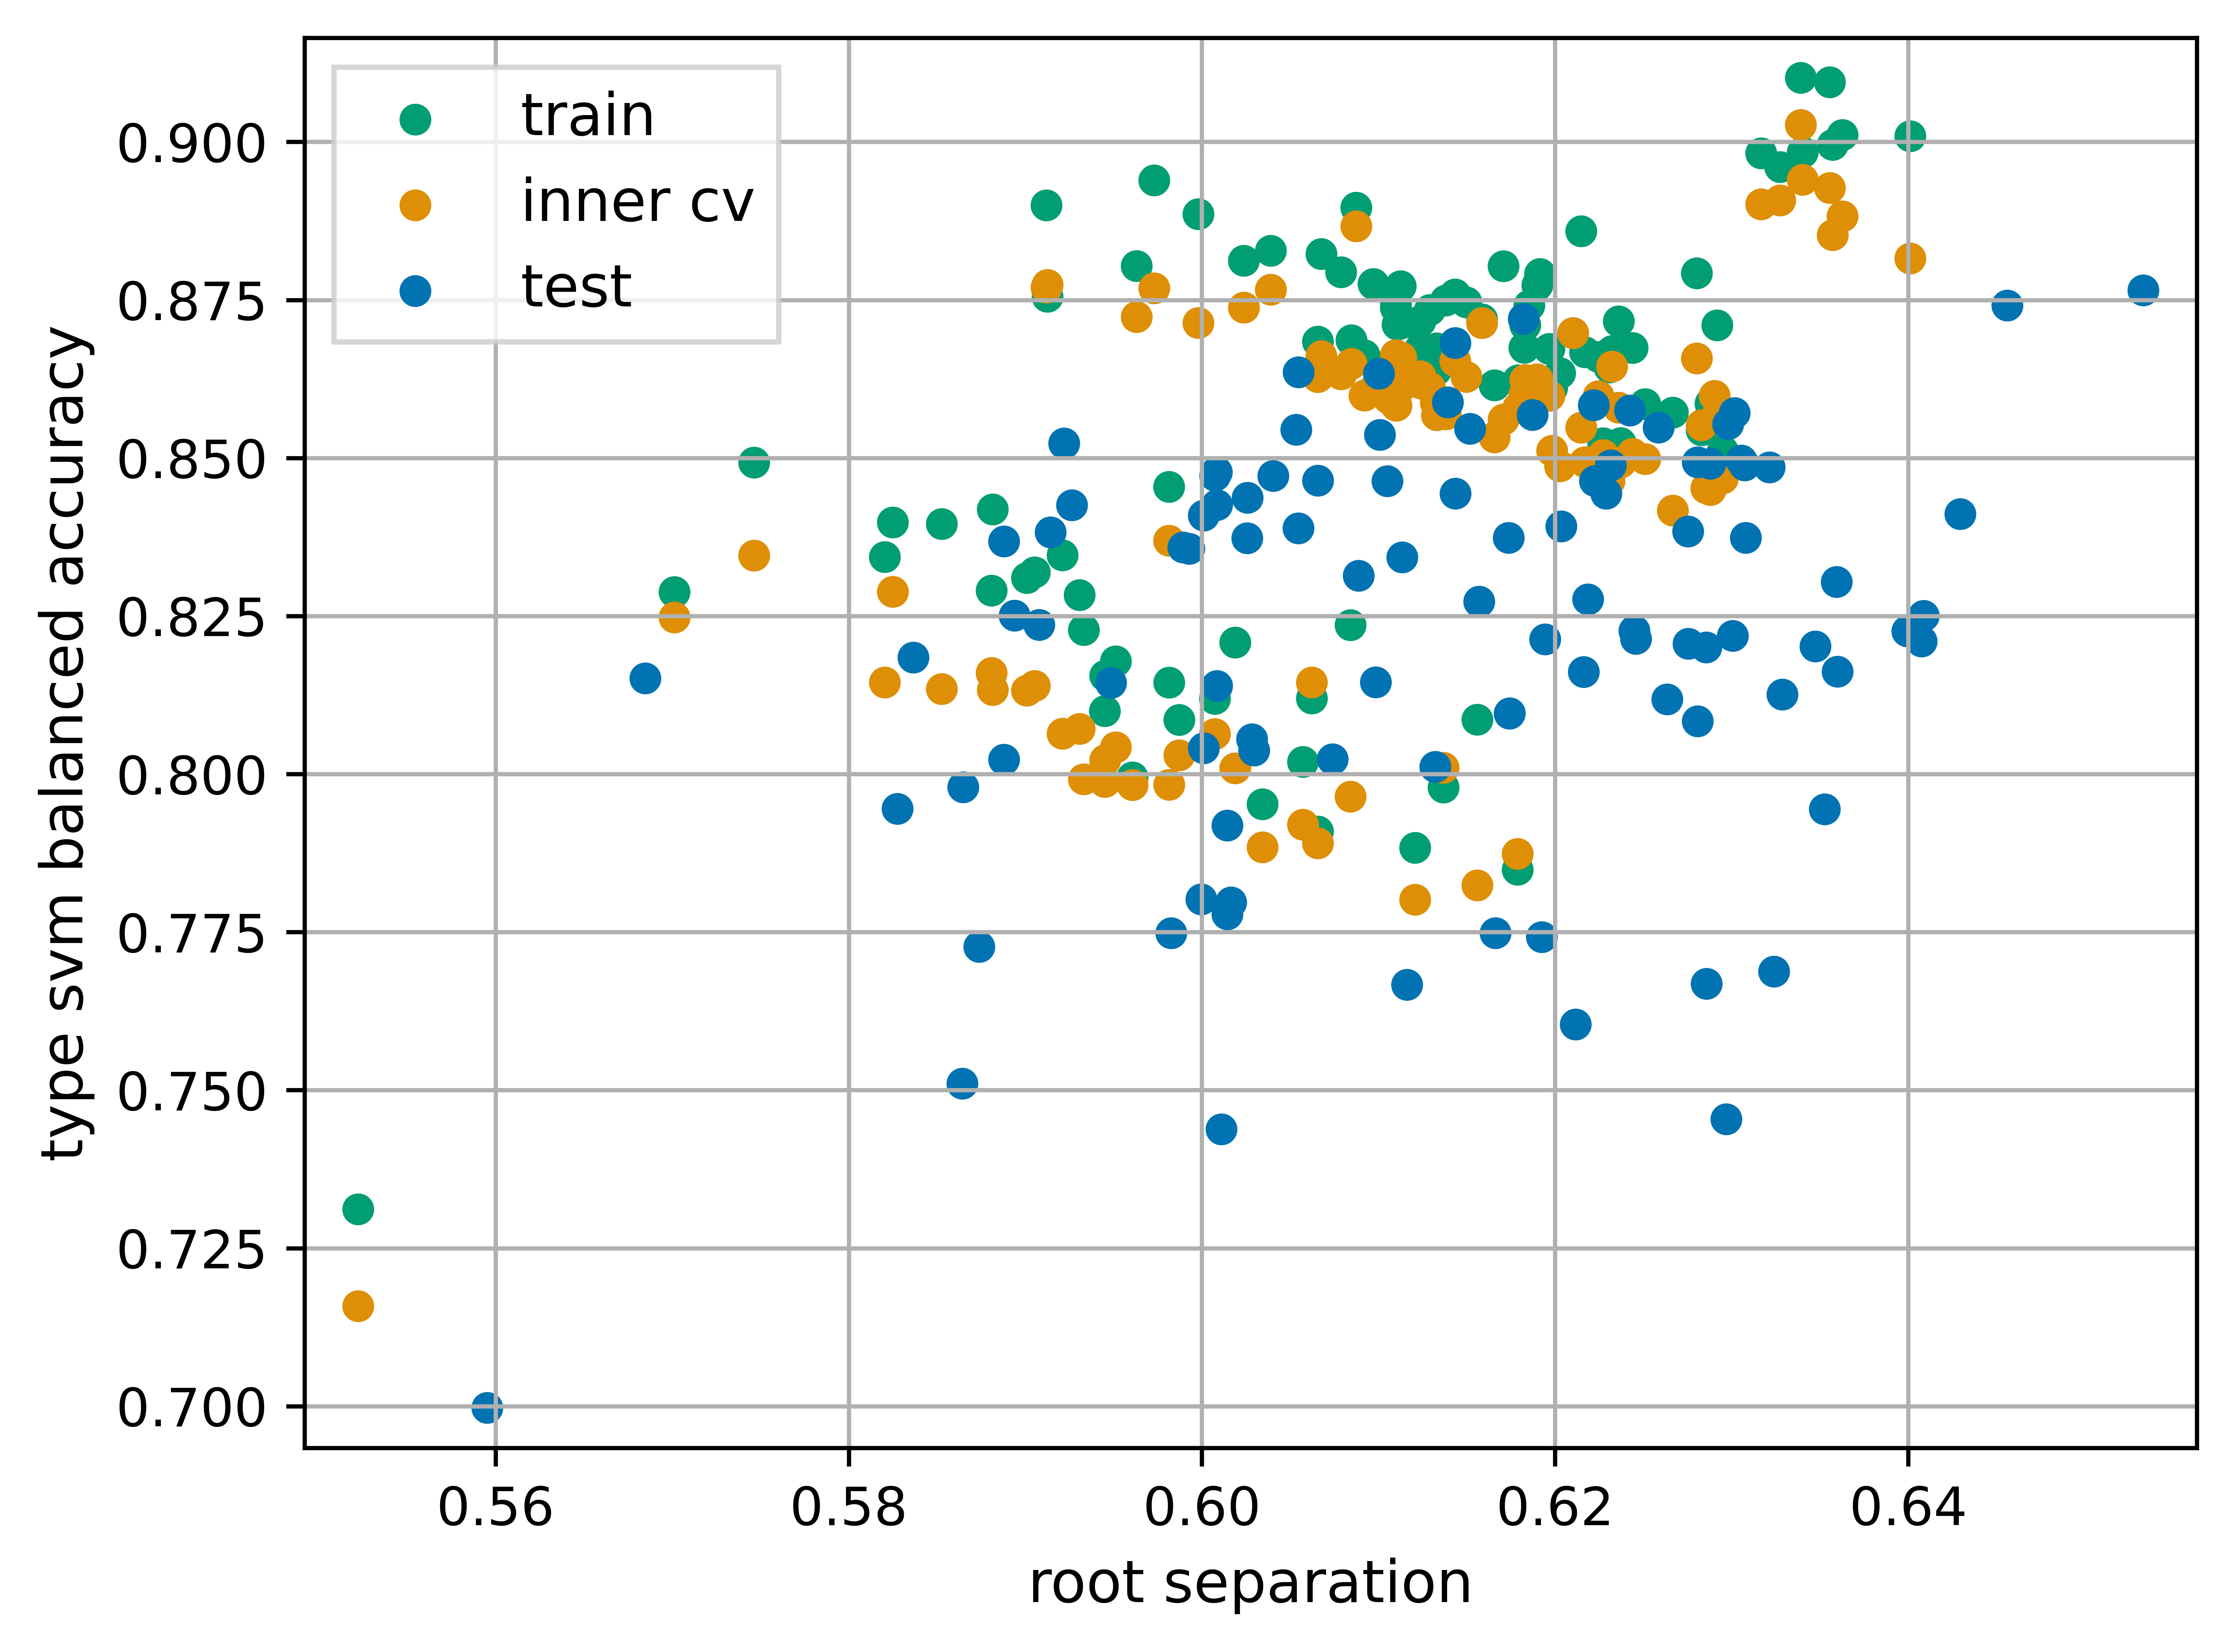 train
inner cv
test
0.900
0.875
0.850
0.825
0.800
0.775
0.750
0.725
0.700
type svm balanced accuracy
0.56 0.58 0.60 0.62 0.64
root separation